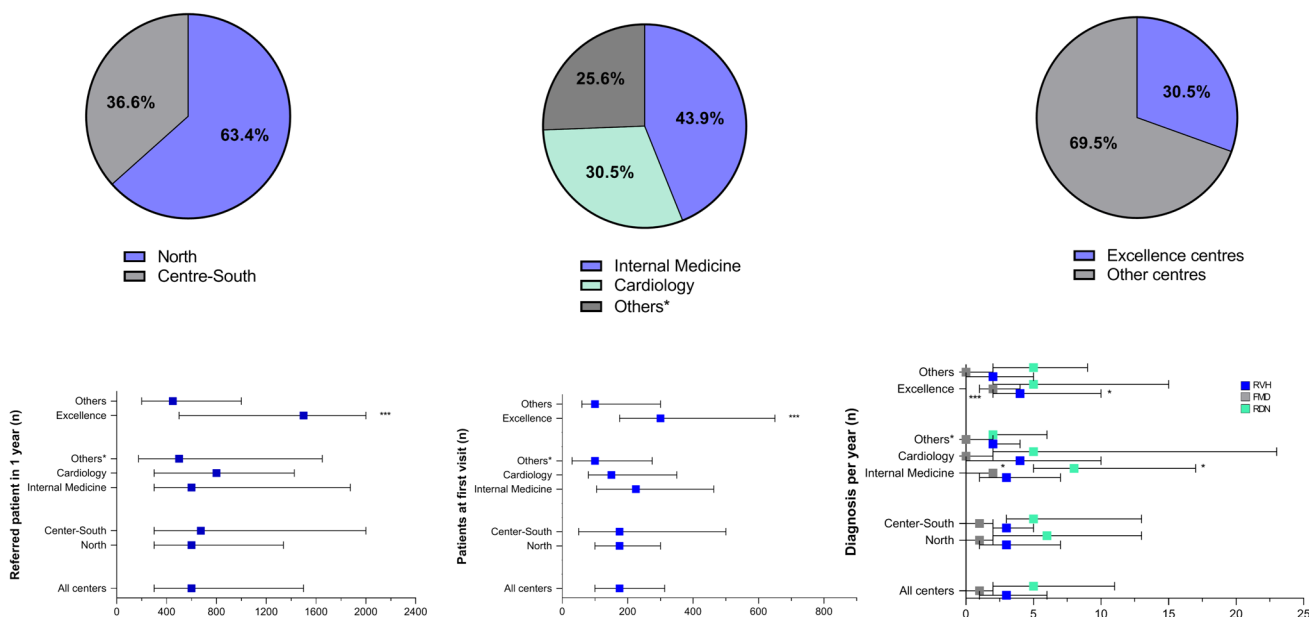 36.6%
63.4%
North
Centre-South
25.6%
43.9%
30.5%
Internal Medicine
Cardiology
Others*
30.5%
69.5%
Excellence centres
Other centres
Referred patient in 1 year (n)
Others
Excellence
***
Others*
Cardiology
Internal Medicine
Center-South
North
All centers
0 400 800 1200 1600 2000 2400
Patients at first visit (n)
Others
Excellence
***
Others*
Cardiology
Internal Medicine
Center-South
North
All centers
0 200 400 600 800
Diagnosis per year (n)
Others
Excellence
***
*
Others*
Cardiology
Internal Medicine
*
*
Center-South
North
All centers
0 5 10 15 20 25
RVH
FMD
RDN